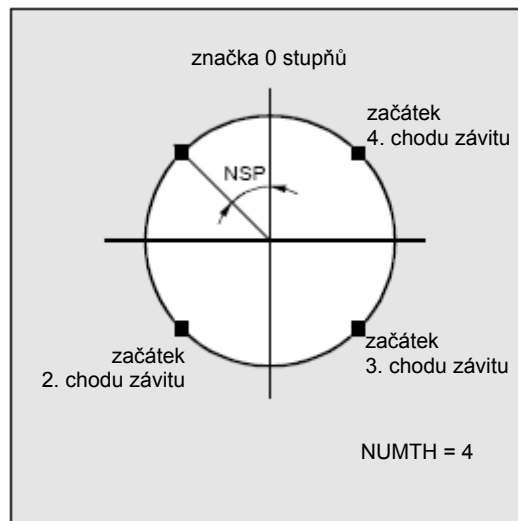 značka 0 stupňů
začátek
4. chodu závitu
NSP
začátek
2. chodu závitu
začátek
3. chodu závitu
NUMTH = 4